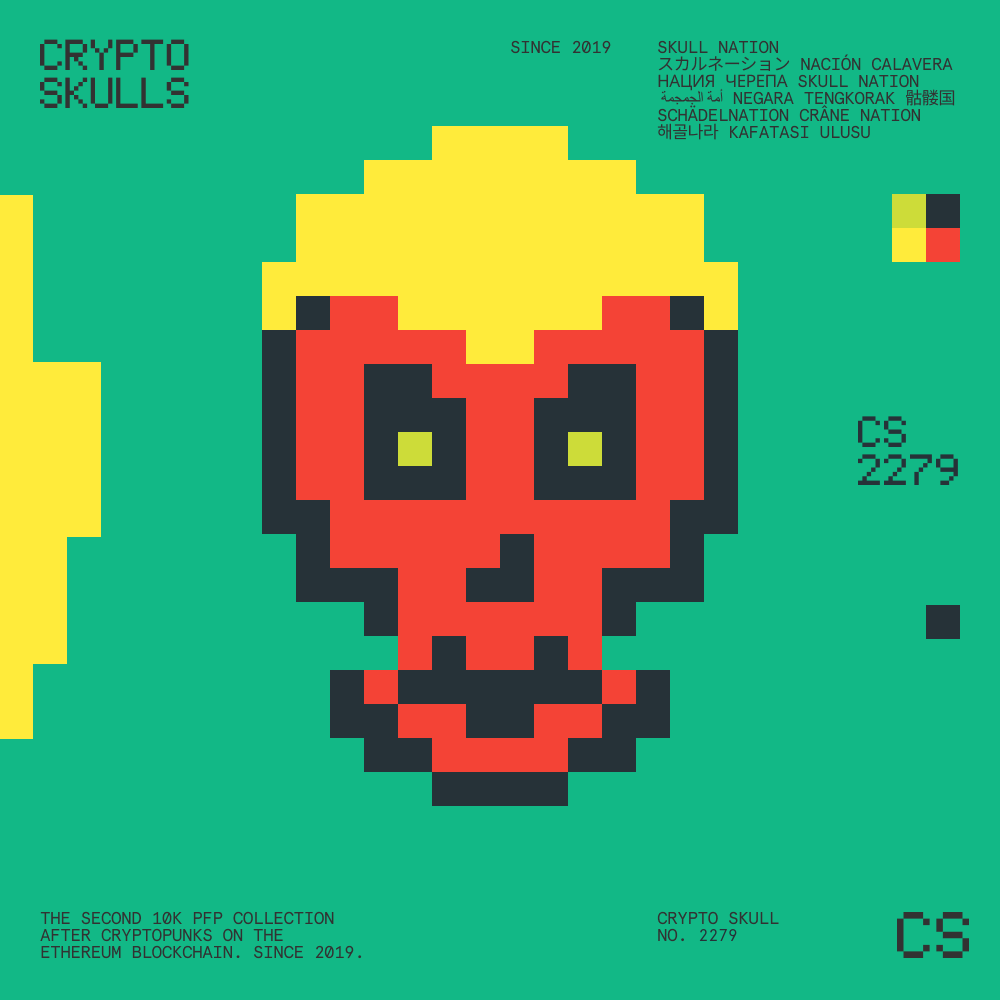 CRYPTO
SKULLS
SINCE 2019
SKULL NATION
スカルネーション NACIÓN CALAVERA
НАЦИЯ ЧЕРЕПА SKULL NATION
أمة الجمجمة NEGARA TENGKORAK 骷髅国
SCHÄDELNATION CRÂNE NATION
해골나라 KAFATASI ULUSU
CS
2279
THE SECOND 10K PFP COLLECTION
AFTER CRYPTOPUNKS ON THE
ETHEREUM BLOCKCHAIN. SINCE 2019.
CRYPTO SKULL
NO. 2279
CS